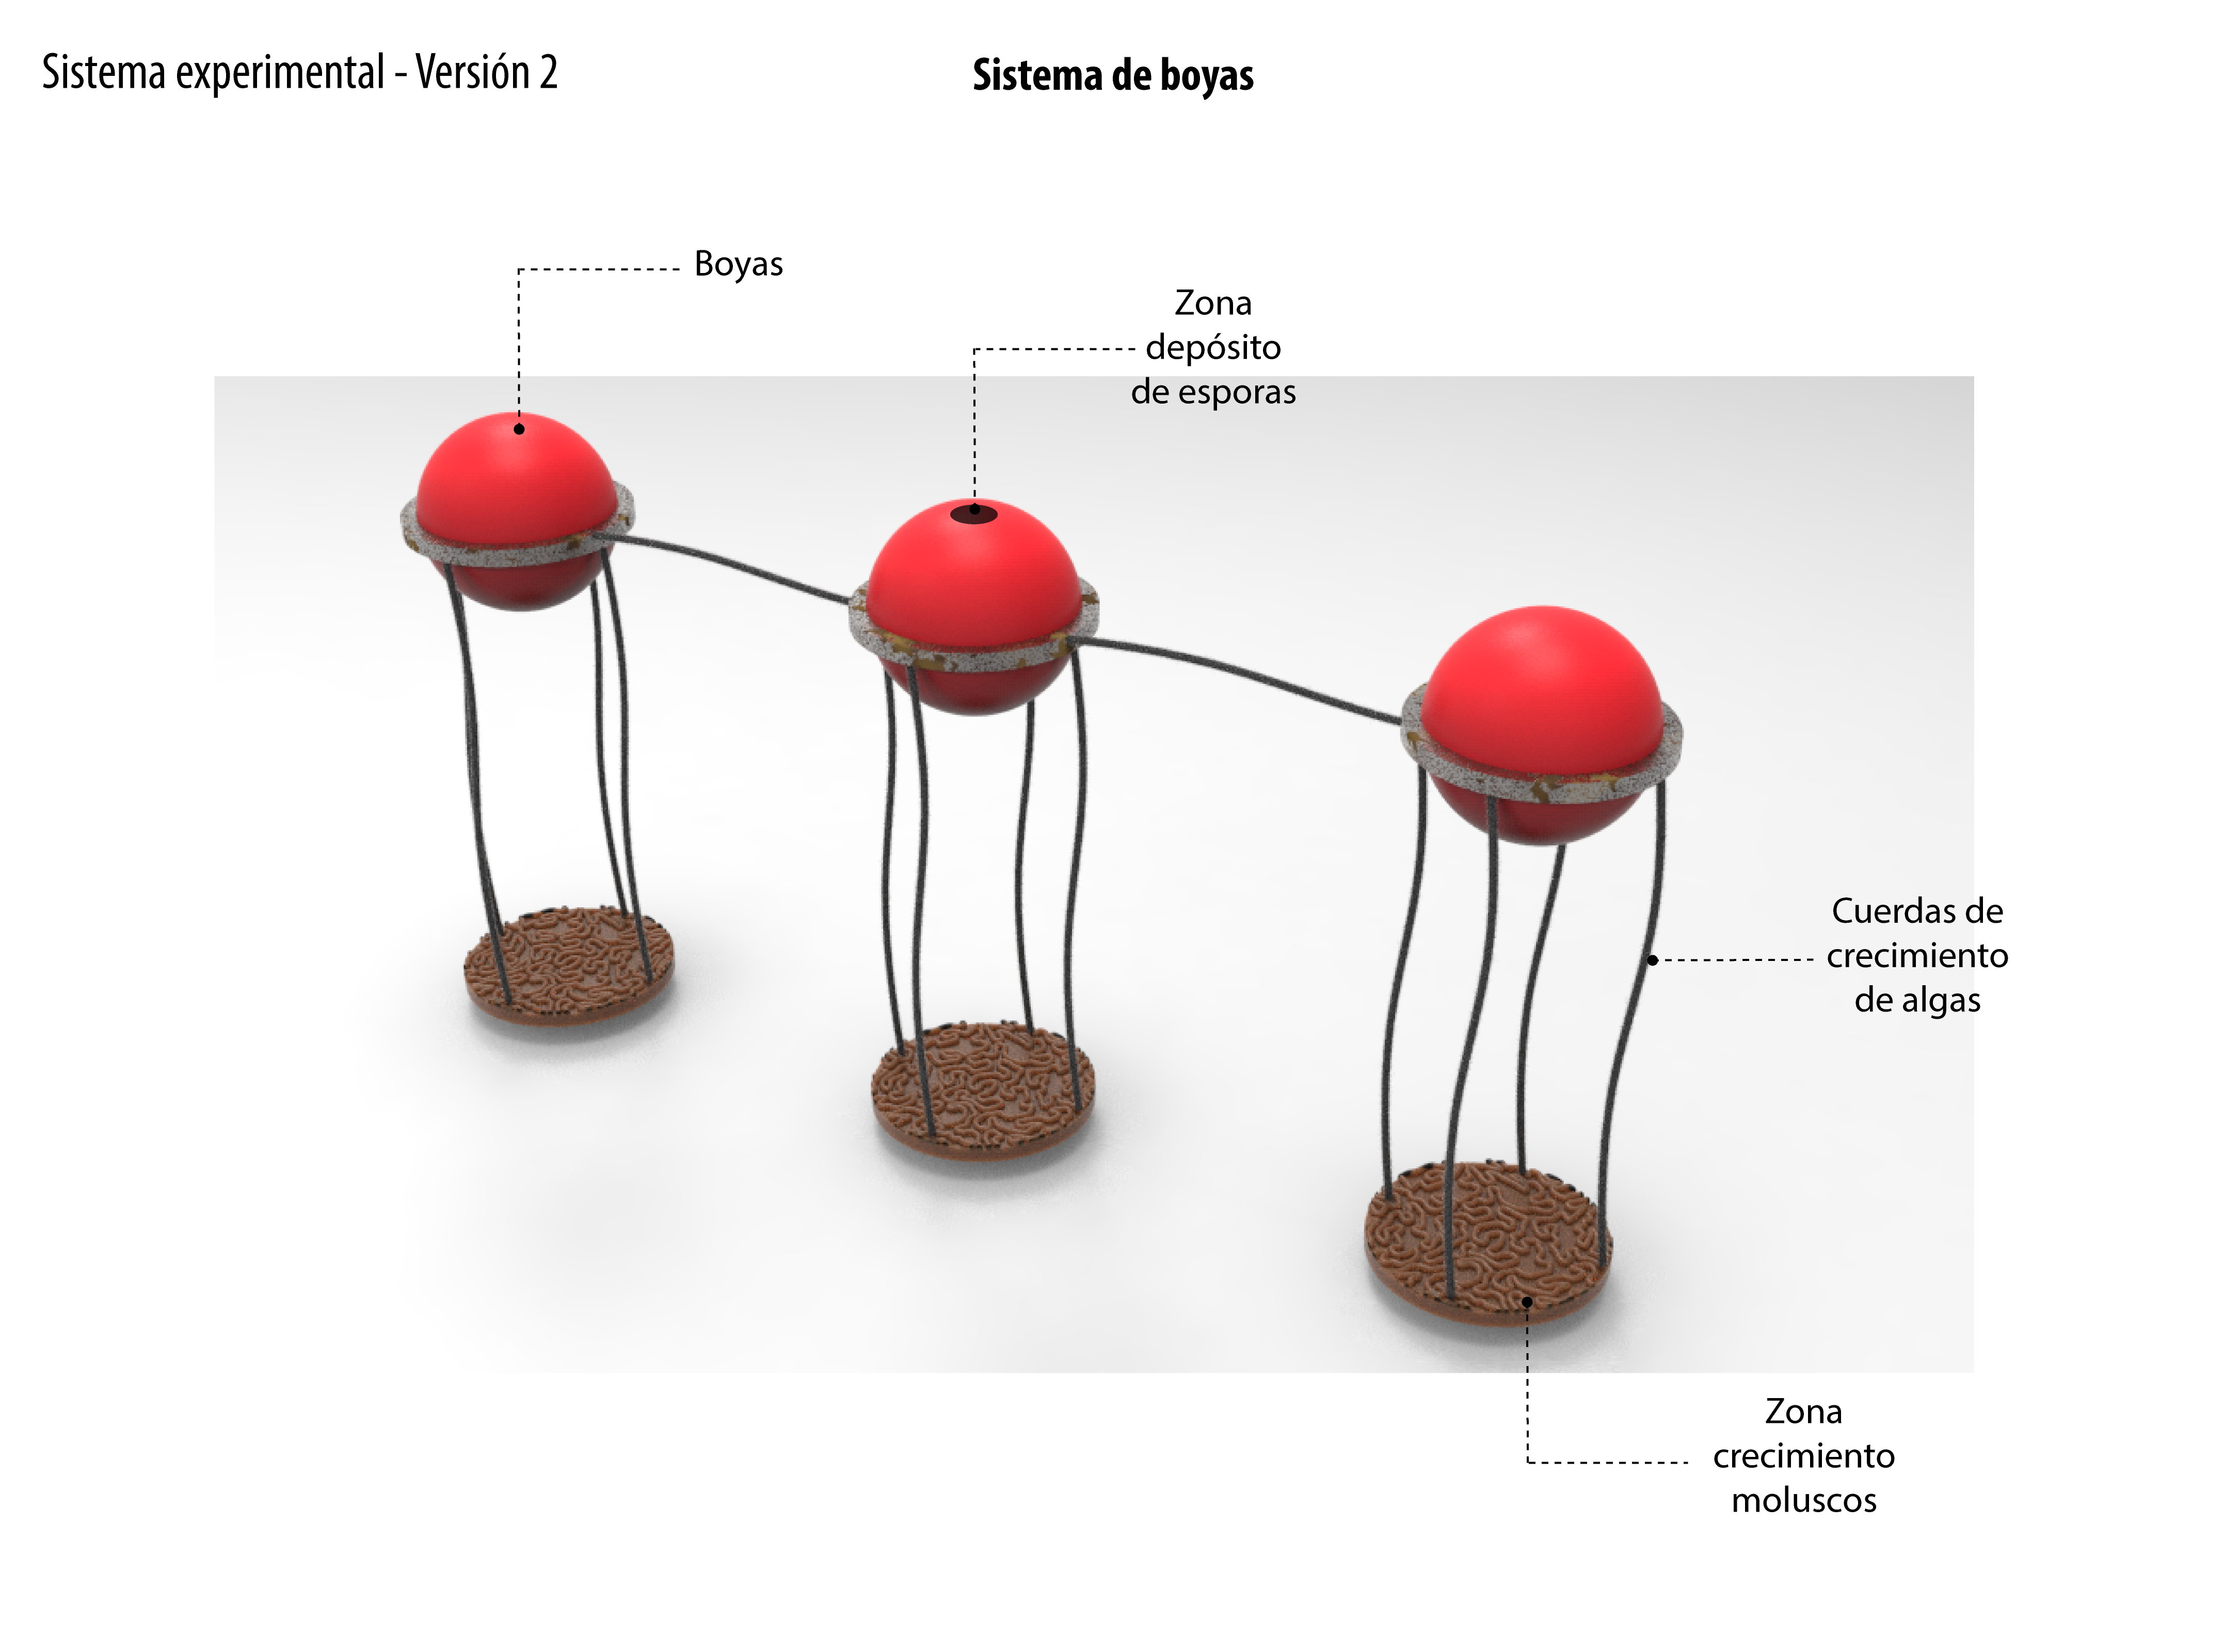 Sistema experimental - Versión 2
Sistema de boyas
Boyas
Zona
depósito
de esporas
Cuerdas de
crecimiento
de algas
Zona
crecimiento
moluscos